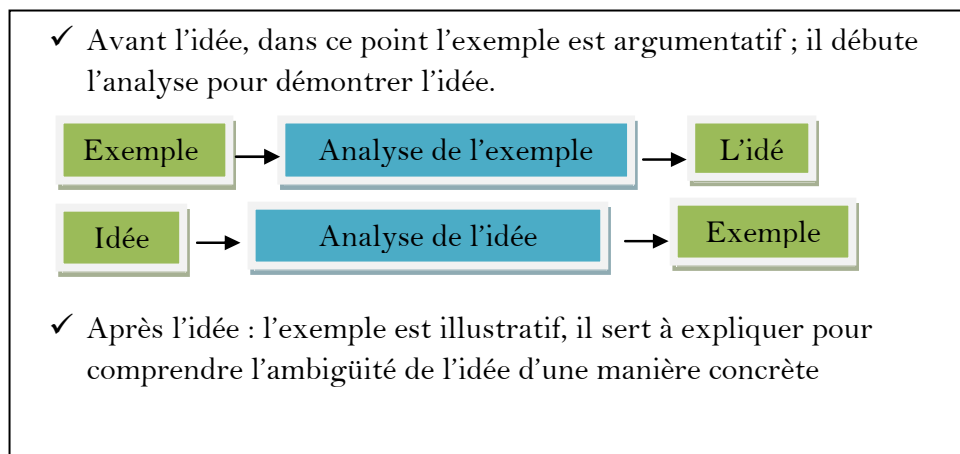 ✓ Avant l’idée, dans ce point l’exemple est argumentatif ; il débute
l’analyse pour démontrer l’idée.
Exemple Analyse de l’exemple L’idé
Idée Analyse de l’idée Exemple
✓ Après l’idée : l’exemple est illustratif, il sert à expliquer pour
comprendre l’ambigüité de l’idée d’une manière concrète